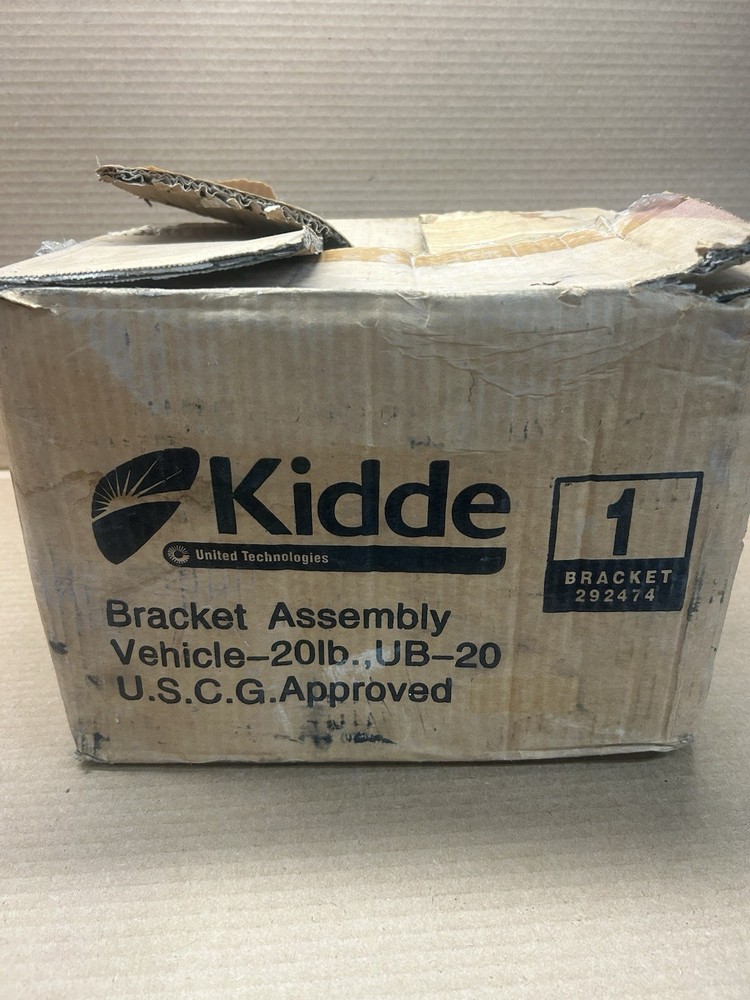 Kidde
United Technologies
1
BRACKET
292474
Bracket Assembly
Vehicle-20lb.,UB-20
U.S.C.G.Approved